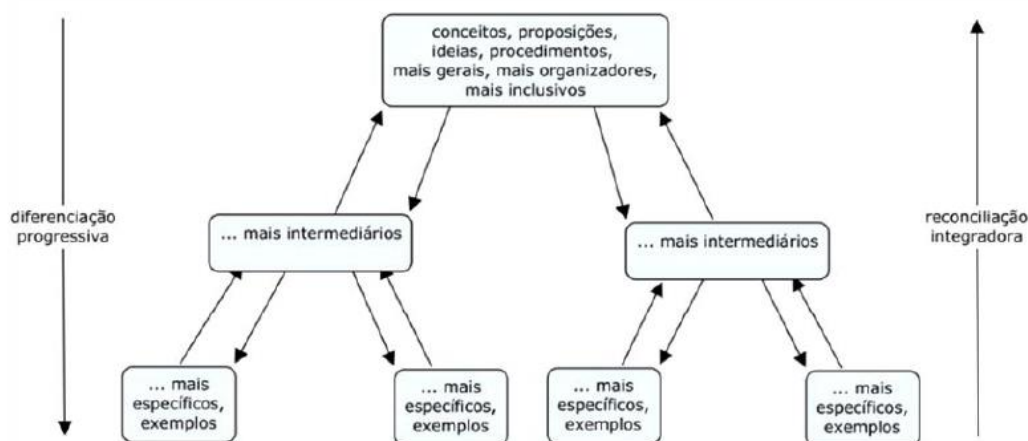 conceitos, proposições,
ideias, procedimentos,
mais gerais, mais organizadores,
mais inclusivos
diferenciação
progressiva
... mais intermediários
... mais intermediários
reconciliação
integradora
... mais
específicos,
exemplos
... mais
específicos,
exemplos
... mais
específicos,
exemplos
... mais
específicos,
exemplos